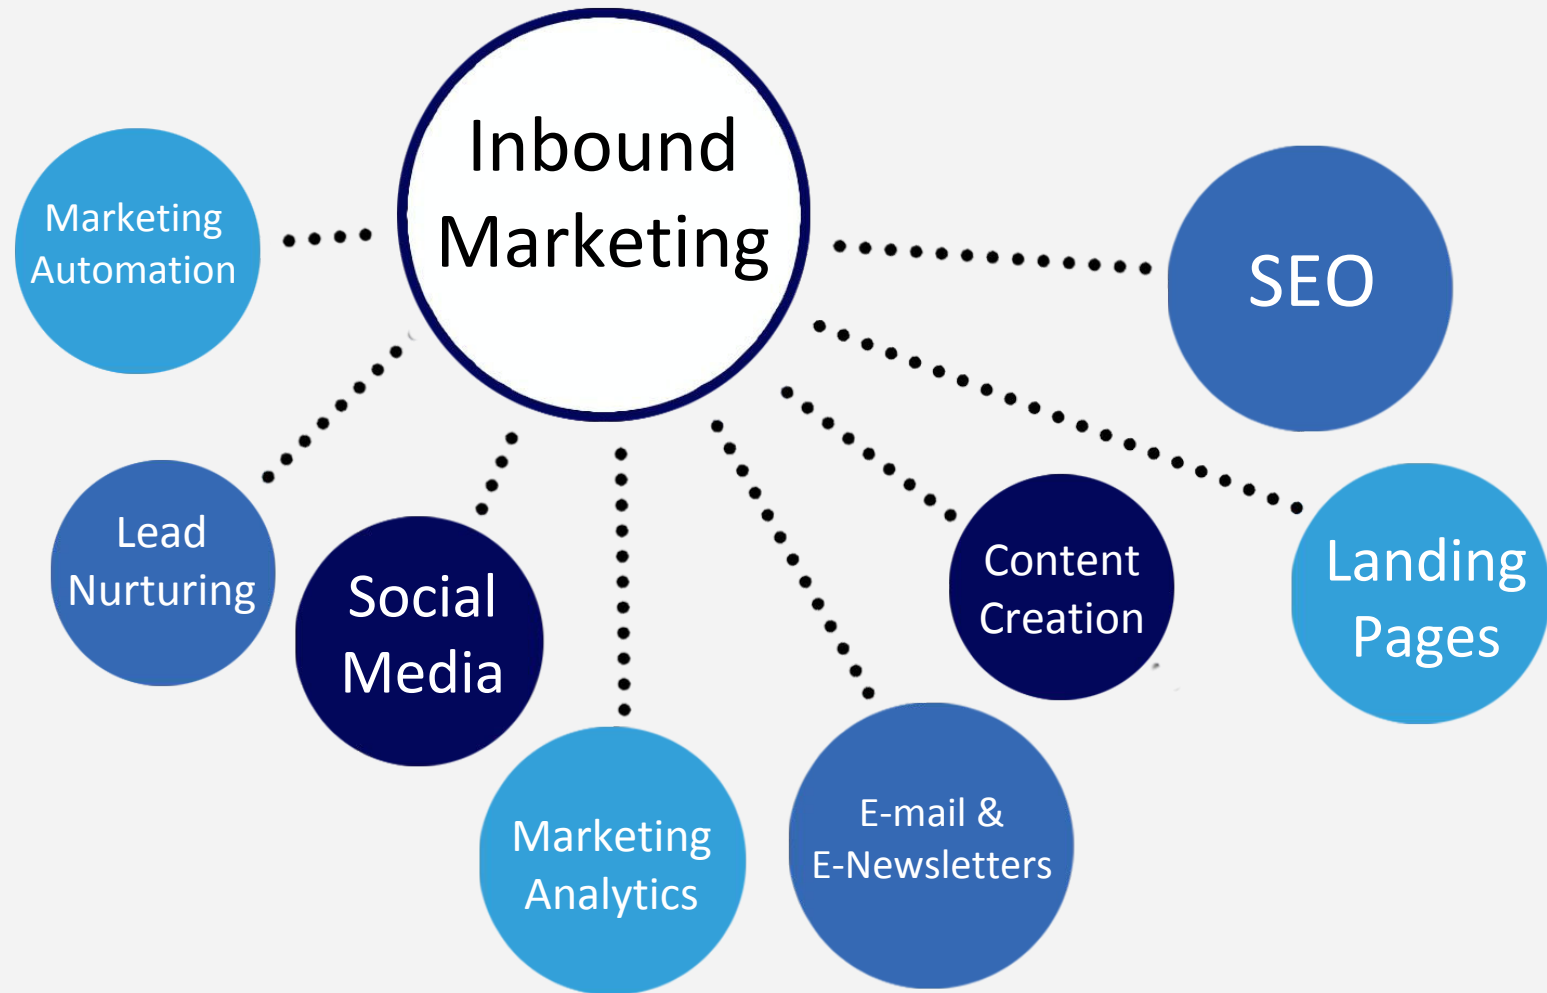 Inbound
Marketing
Marketing
Automation
SEO
Lead
Nurturing
Social
Media
Content
Creation
Landing
Pages
Marketing
Analytics
E-mail &
E-Newsletters